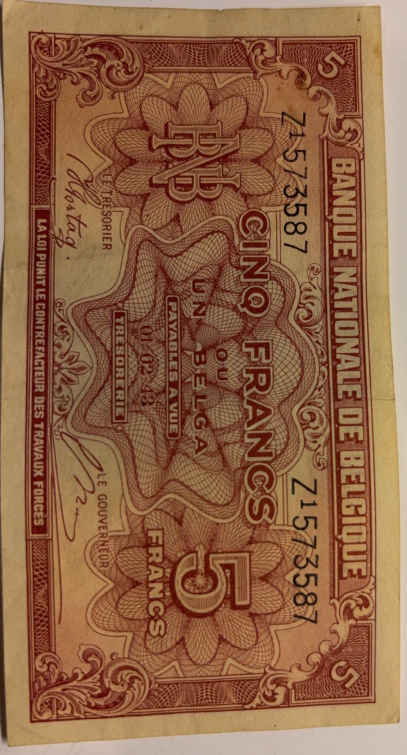 5
BANQUE NATIONALE DE BELGIQUE
5
Z1573587
Z1573587
CINQ FRANCS
OU
UN BELGA
BNB
5
FRANCS
PAYABLES A VUE
01-02-43
TRESORERIE
LE TRESORIER
LE GOUVERNEUR
LA LOI PUNIT LE CONTREFACTEUR DES TRAVAUX FORCES